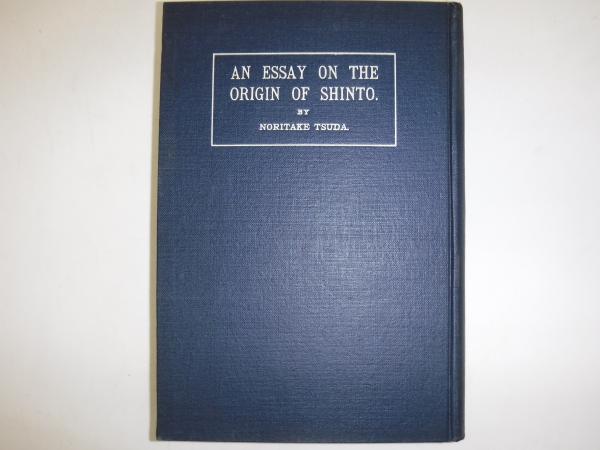 AN ESSAY ON THE
ORIGIN OF SHINTO.
BY
NORITAKE TSUDA.